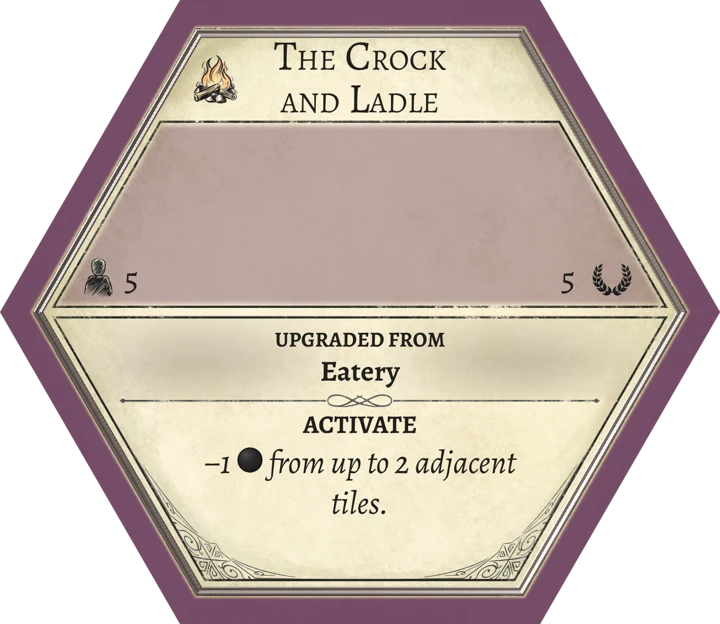 The Crock
and Ladle
5
5
UPGRADED FROM
Eatery
ACTIVATE
–1 from up to 2 adjacent
tiles.